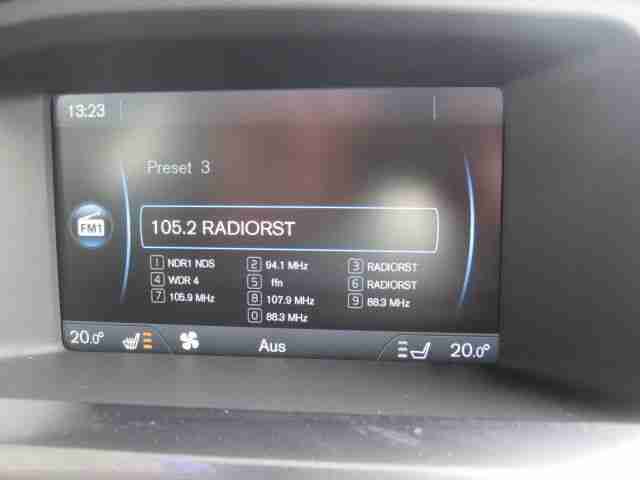 13:23
Preset 3
FM1
105.2 RADIORST
1 NDR1 NDS 2 94.1 MHz 3 RADIORST
4 WDR 4 5 ffn 6 RADIORST
7 105.9 MHz 8 107.9 MHz 9 88.3 MHz
0 88.3 MHz
20.0° Aus 20.0°